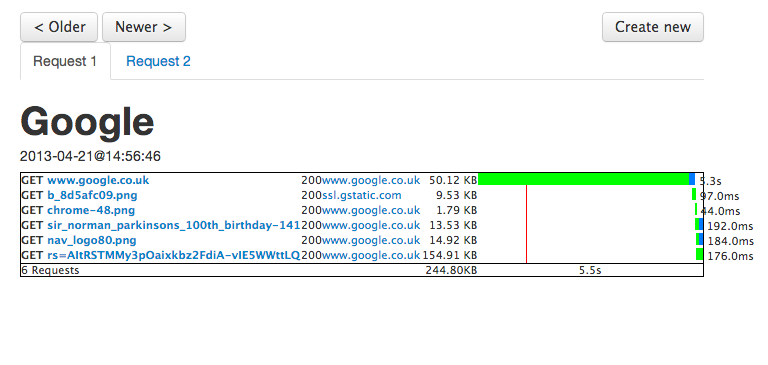 < Older Newer > Create new
Request 1 Request 2
Google
2013-04-21@14:56:46
GET www.google.co.uk 200 www.google.co.uk 50.12 KB 5.3s
GET b_8d5afc09.png 200 ssl.gstatic.com 9.53 KB 97.0ms
GET chrome-48.png 200 www.google.co.uk 1.79 KB 44.0ms
GET sir_norman_parkinsons_100th_birthday-141 200 www.google.co.uk 13.53 KB 192.0ms
GET nav_logo80.png 200 www.google.co.uk 14.92 KB 184.0ms
GET rs=AItRSTMMy3pOaixkbz2FdiA-vIE5WWttLQ 200 www.google.co.uk 154.91 KB 176.0ms
6 Requests 244.80KB 5.5s